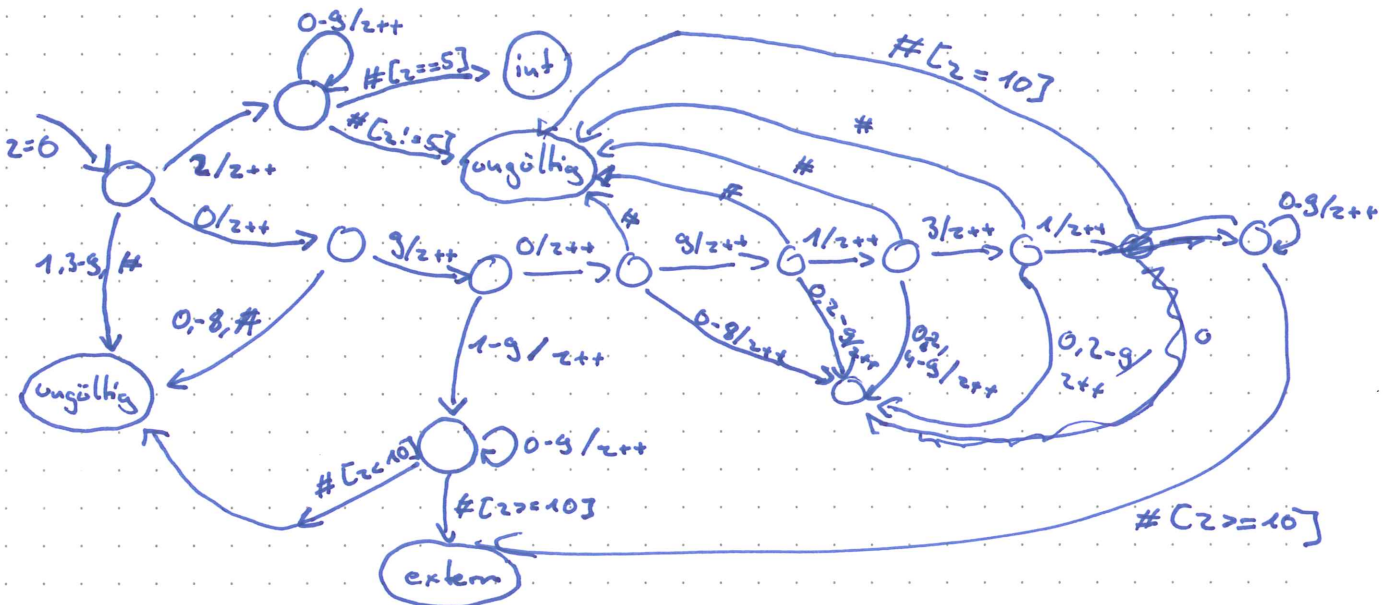 0-9/z++
#[z==5]
int
#[z!=5]
ungültig
#[z=10]
z=0
2/z++
0/z++
1,3-9,#
0,-8,#
ungültig
9/z++
0/z++
#
9/z++
#
1/z++
#
3/z++
#
1/z++
0-9/z++
1-9/z++
0-8/z++
0,2-9/
z++
0,2,
4-9/z++
0,2-9/
z++
0
0-9/z++
#[z<10]
#[z>=10]
#[z>=10]
extern